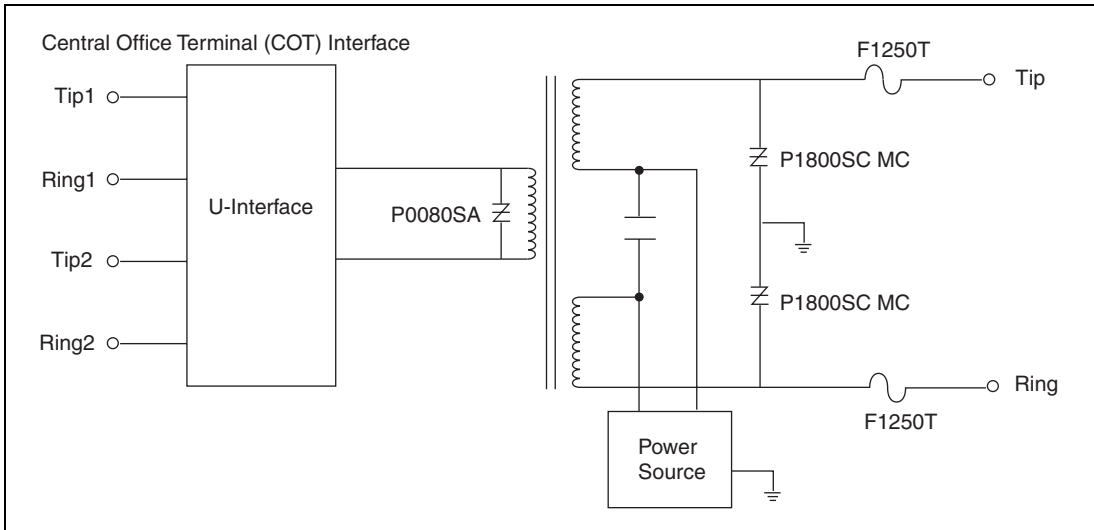 Central Office Terminal (COT) Interface
F1250T
Tip1
Tip
P1800SC MC
Ring1
U-Interface
P0080SA
Tip2
P1800SC MC
Ring2
Ring
F1250T
Power
Source